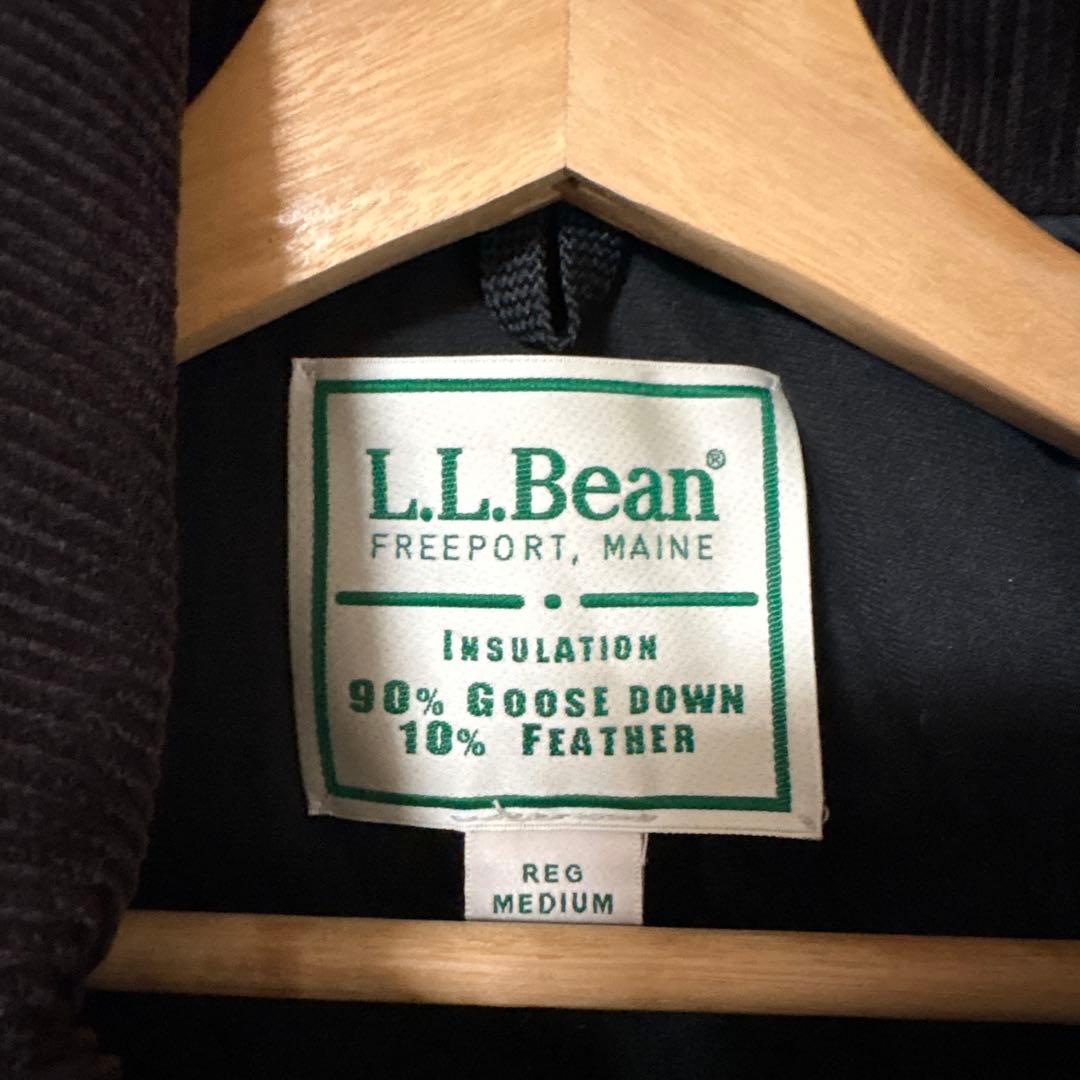 L.L.Bean®
FREEPORT, MAINE
INSULATION
90% GOOSE DOWN
10% FEATHER
REG
MEDIUM